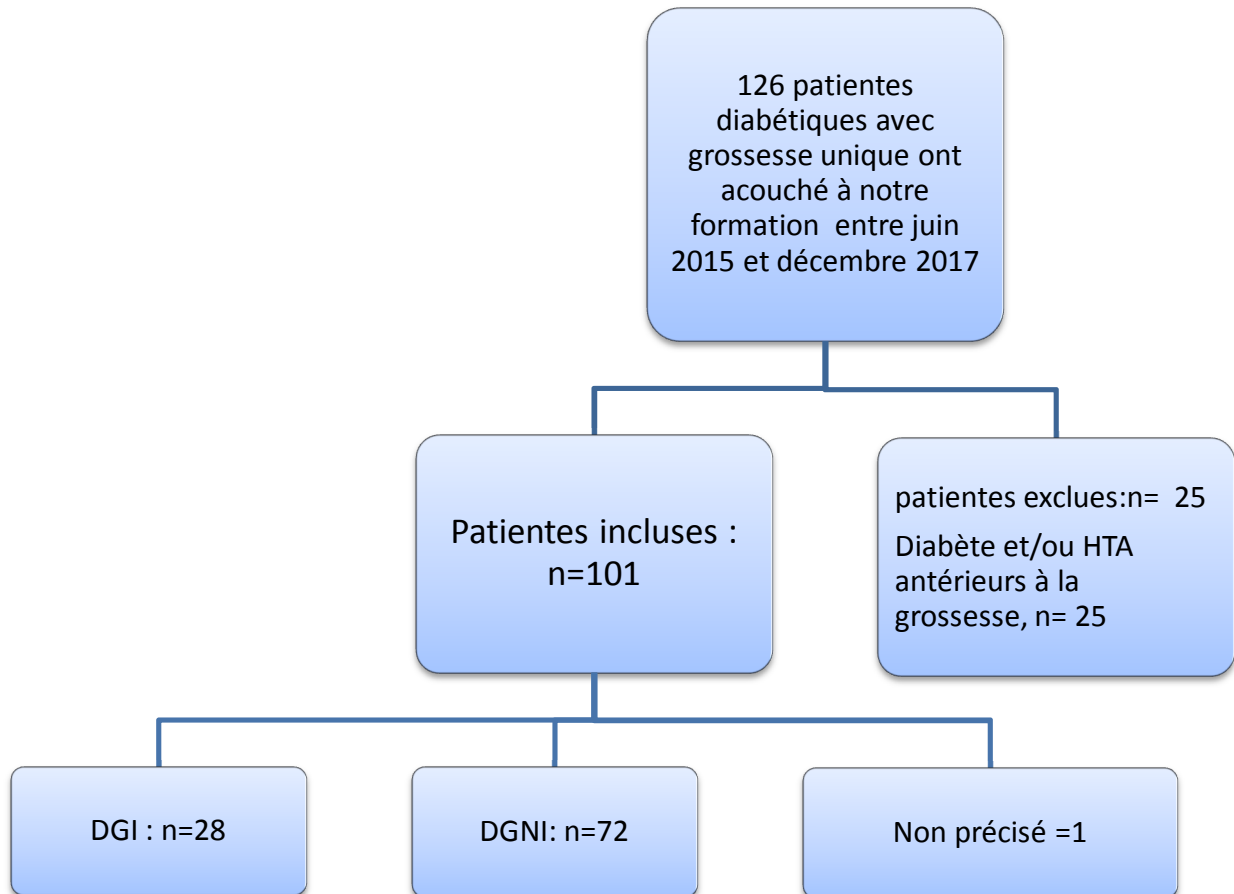 126 patientes
diabétiques avec
grossesse unique ont
acouché à notre
formation entre juin
2015 et décembre 2017
Patientes incluses :
n=101
patientes exclues:n= 25
Diabète et/ou HTA
antérieurs à la
grossesse, n= 25
DGI : n=28
DGNI: n=72
Non précisé =1